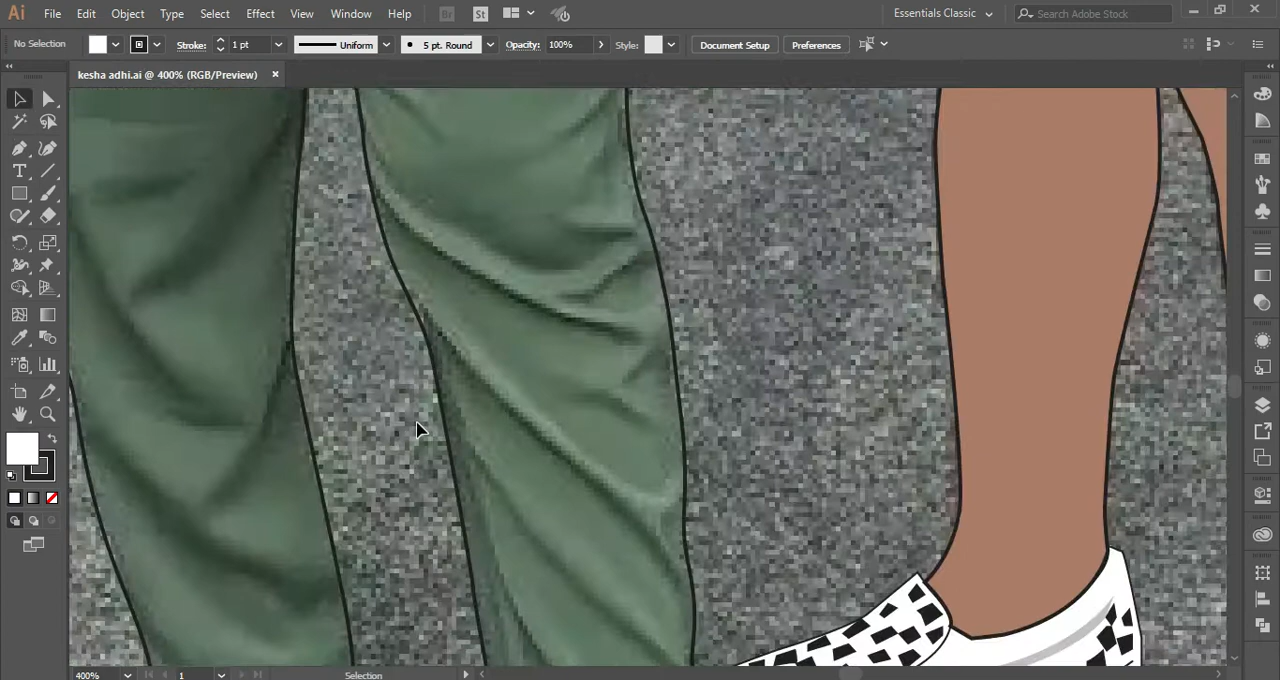 Ai File Edit Object Type Select Effect View Window Help Br St Essentials Classic Search Adobe Stock
No Selection Stroke: 1 pt Uniform 5 pt. Round Opacity: 100% Style: Document Setup Preferences
kesha adhi.ai @ 400% (RGB/Preview) ×
400% 1 Selection